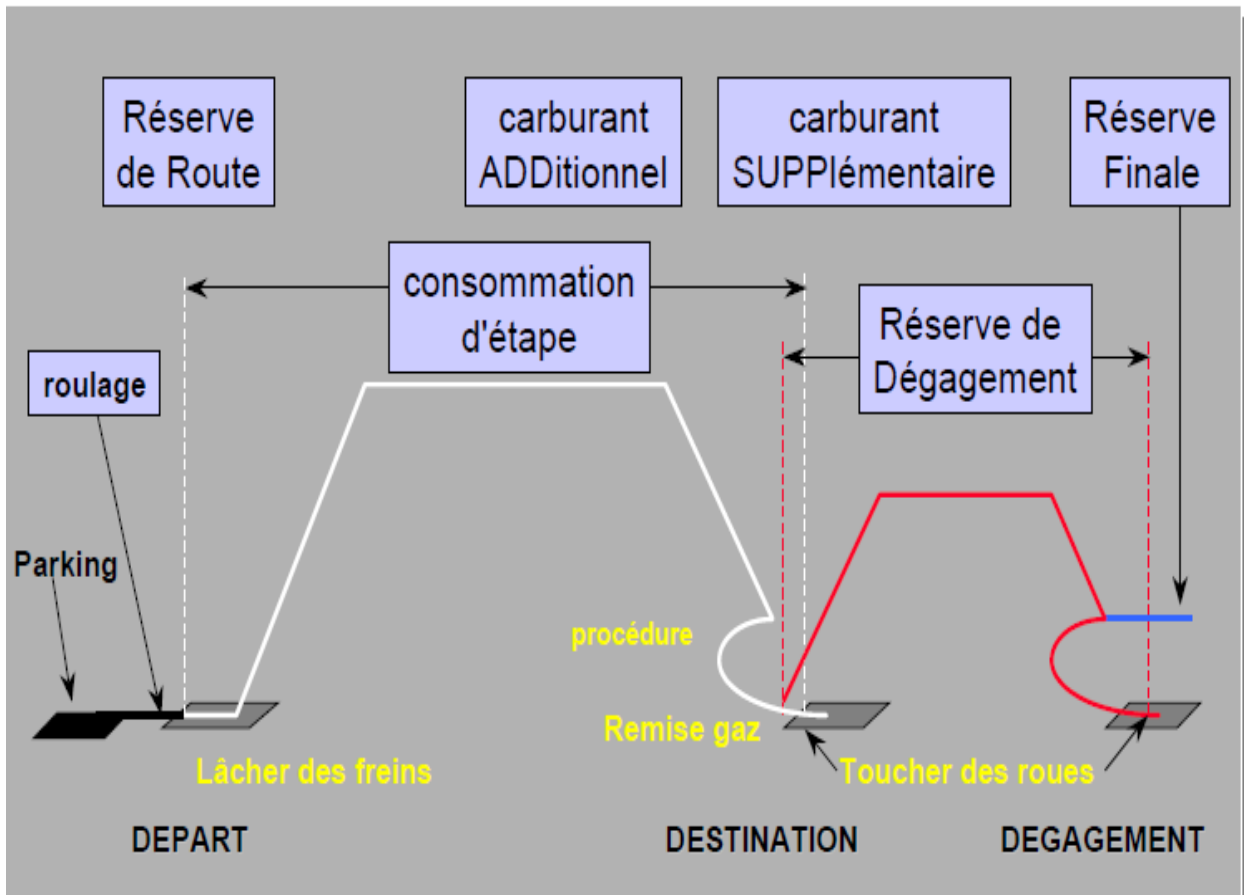 Réserve
de Route
carburant
ADDitionnel
carburant
SUPPlémentaire
Réserve
Finale
consommation
d'étape
Réserve de
Dégagement
roulage
Parking
procédure
Remise gaz
Lâcher des freins
Toucher des roues
DEPART
DESTINATION
DEGAGEMENT